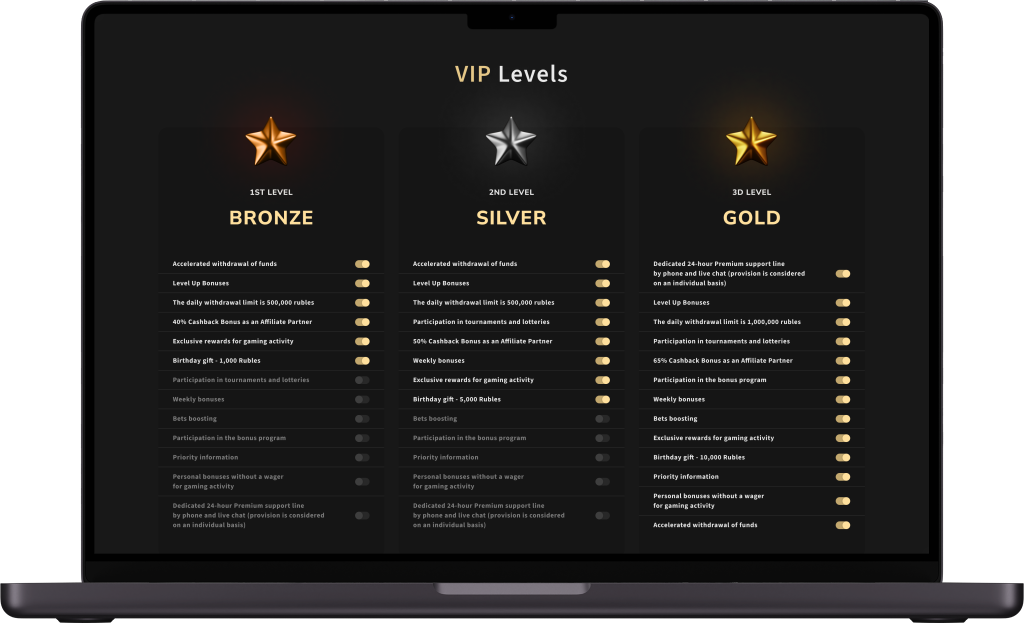 VIP Levels
1ST LEVEL
BRONZE
Accelerated withdrawal of funds
Level Up Bonuses
The daily withdrawal limit is 500,000 rubles
40% Cashback Bonus as an Affiliate Partner
Exclusive rewards for gaming activity
Birthday gift - 1,000 Rubles
Participation in tournaments and lotteries
Weekly bonuses
Bets boosting
Participation in the bonus program
Priority information
Personal bonuses without a wager
for gaming activity
Dedicated 24-hour Premium support line
by phone and live chat (provision is considered
on an individual basis)
2ND LEVEL
SILVER
Accelerated withdrawal of funds
Level Up Bonuses
The daily withdrawal limit is 500,000 rubles
Participation in tournaments and lotteries
50% Cashback Bonus as an Affiliate Partner
Weekly bonuses
Exclusive rewards for gaming activity
Birthday gift - 5,000 Rubles
Bets boosting
Participation in the bonus program
Priority information
Personal bonuses without a wager
for gaming activity
Dedicated 24-hour Premium support line
by phone and live chat (provision is considered
on an individual basis)
3D LEVEL
GOLD
Dedicated 24-hour Premium support line
by phone and live chat (provision is considered
on an individual basis)
Level Up Bonuses
The daily withdrawal limit is 1,000,000 rubles
Participation in tournaments and lotteries
65% Cashback Bonus as an Affiliate Partner
Participation in the bonus program
Weekly bonuses
Bets boosting
Exclusive rewards for gaming activity
Birthday gift - 10,000 Rubles
Priority information
Personal bonuses without a wager
for gaming activity
Accelerated withdrawal of funds